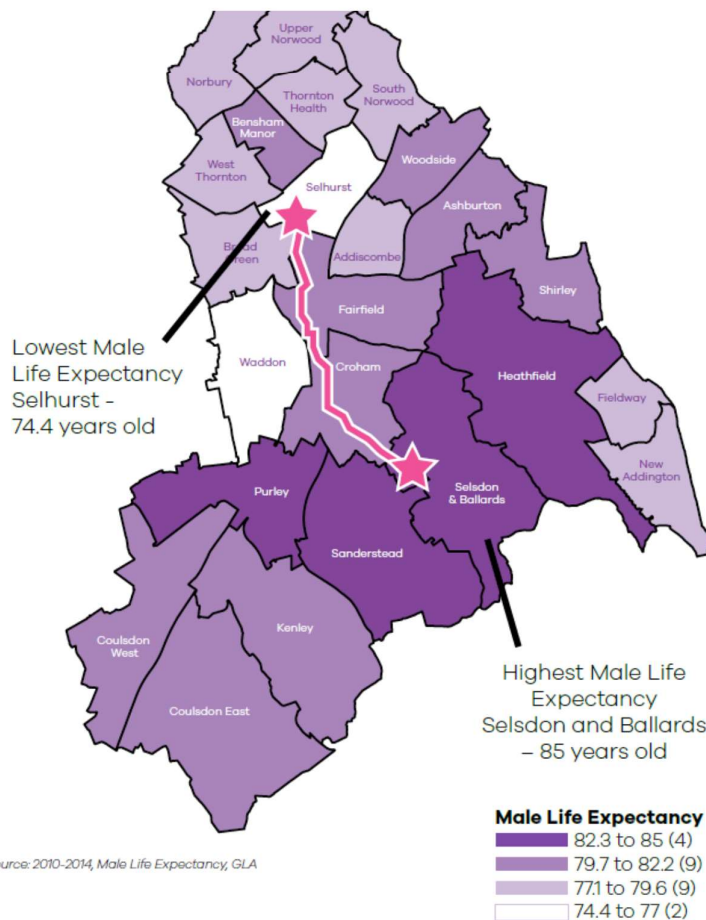 Upper
Norwood
Norbury
Thornton
Health
South
Norwood
Bensham
Manor
Woodside
West
Thornton
Selhurst
Ashburton
Addiscombe
Shirley
Fairfield
Lowest Male
Life Expectancy
Selhurst -
74.4 years old
Waddon
Croham
Heathfield
Fieldway
New
Addington
Purley
Selsdon
& Ballards
Sanderstead
Coulsdon
West
Kenley
Coulsdon East
Highest Male Life
Expectancy
Selsdon and Ballards
– 85 years old
Male Life Expectancy
82.3 to 85 (4)
79.7 to 82.2 (9)
77.1 to 79.6 (9)
74.4 to 77 (2)
urce: 2010-2014, Male Life Expectancy, GLA